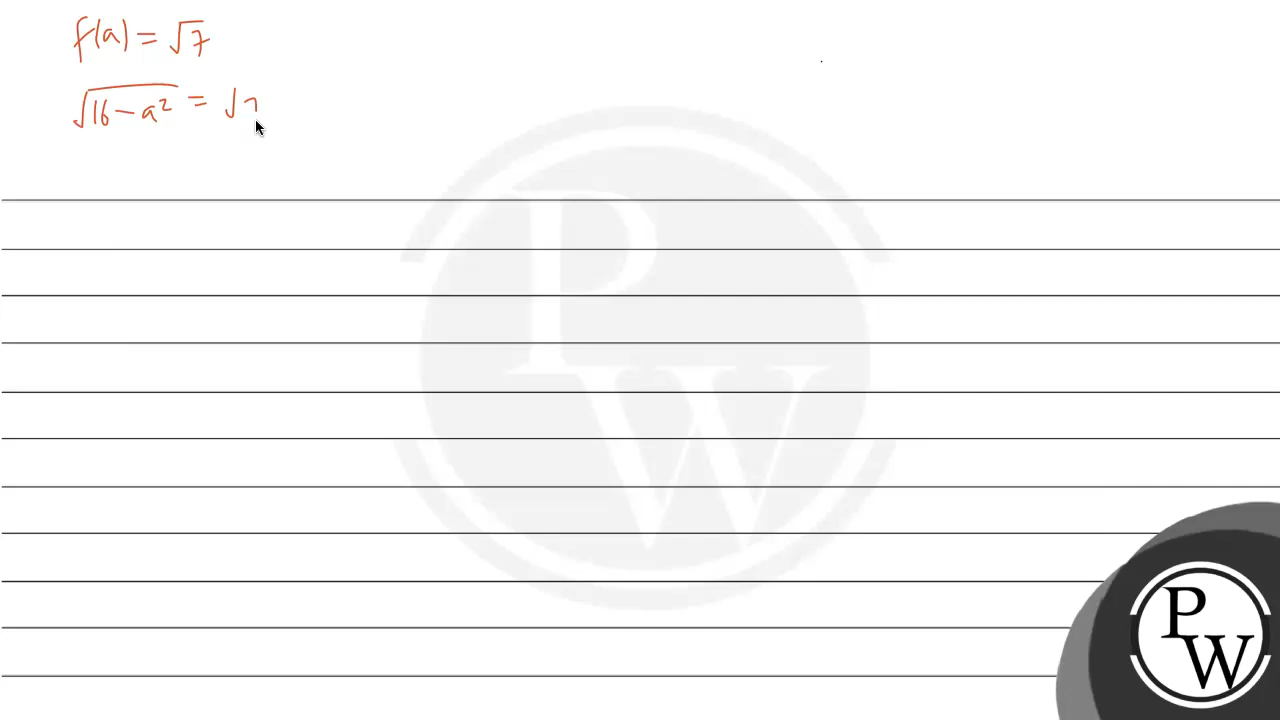 f(a) = √7
√16-a² = √7
P
W
P
W